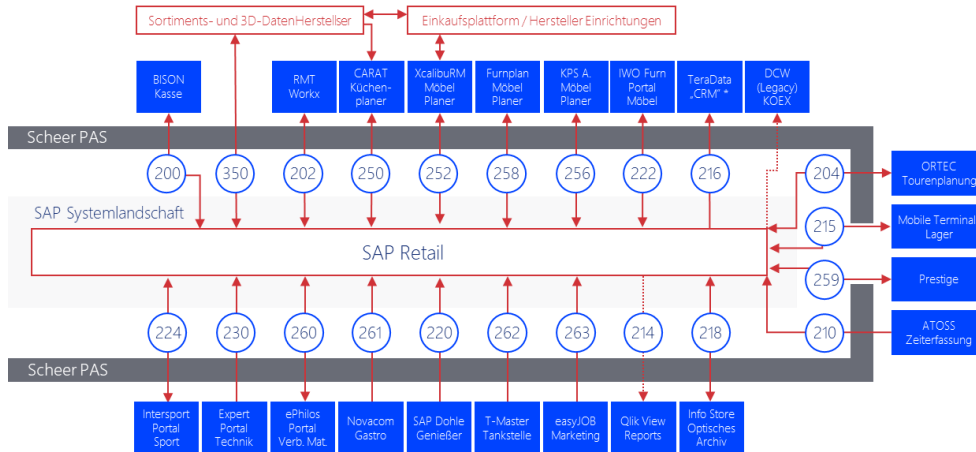 Sortiments- und 3D-DatenHerstellser
Einkaufsplattform / Hersteller Einrichtungen
BISON
Kasse
RMT
Workx
CARAT
Küchen-
planer
XcalibuRM
Möbel
Planer
Furnplan
Möbel
Planer
KPS A.
Möbel
Planer
IWO Furn
Portal
Möbel
TeraData
„CRM" *
DCW
(Legacy)
KOEX
Scheer PAS
200
350
202
250
252
258
256
222
216
204
ORTEC
Tourenplanung
SAP Systemlandschaft
215
Mobile Terminal
Lager
SAP Retail
259
Prestige
224
230
260
261
220
262
263
214
218
210
ATOSS
Zeiterfassung
Scheer PAS
Intersport
Portal
Sport
Expert
Portal
Technik
ePhilos
Portal
Verb. Mat.
Novacom
Gastro
SAP Dohle
Genießer
T-Master
Tankstelle
easyJOB
Marketing
Qlik View
Reports
Info Store
Optisches
Archiv